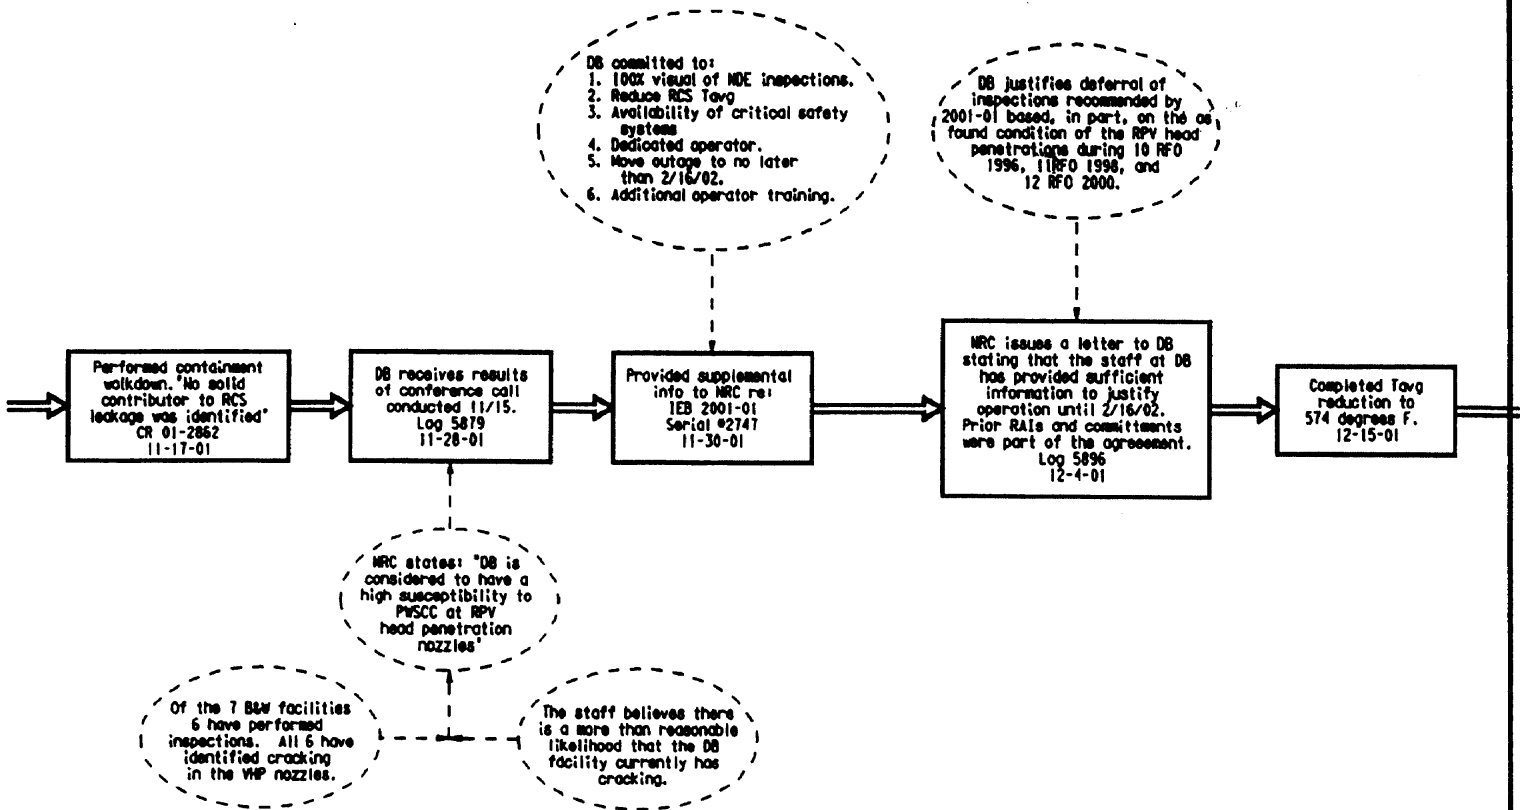 DB committed to:
1. 100% visual of NDE inspections.
2. Reduce RCS Tavg
3. Availability of critical safety
systems
4. Dedicated operator.
5. Move outage to no later
than 2/16/02.
6. Additional operator training.
DB justifies deferral of
inspections recommended by
2001-01 based, in part, on the as
found condition of the RPV head
penetrations during 10 RFO
1996, 11RFO 1998, and
12 RFO 2000.
Performed containment
walkdown. "No solid
contributor to RCS
leakage was identified"
CR 01-2862
11-17-01
DB receives results
of conference call
conducted 11/15.
Log 5879
11-28-01
Provided supplemental
info to NRC re:
IEB 2001-01
Serial #2747
11-30-01
NRC issues a letter to DB
stating that the staff at DB
has provided sufficient
information to justify
operation until 2/16/02.
Prior RAIs and committments
were part of the agreeement.
Log 5896
12-4-01
Completed Tavg
reduction to
574 degrees F.
12-15-01
NRC states: "DB is
considered to have a
high susceptibility to
PWSCC at RPV
head penetration
nozzles"
Of the 7 B&W facilities
6 have performed
inspections. All 6 have
identified cracking
in the VHP nozzles.
The staff believes there
is a more than reasonable
likelihood that the DB
facility currently has
cracking.